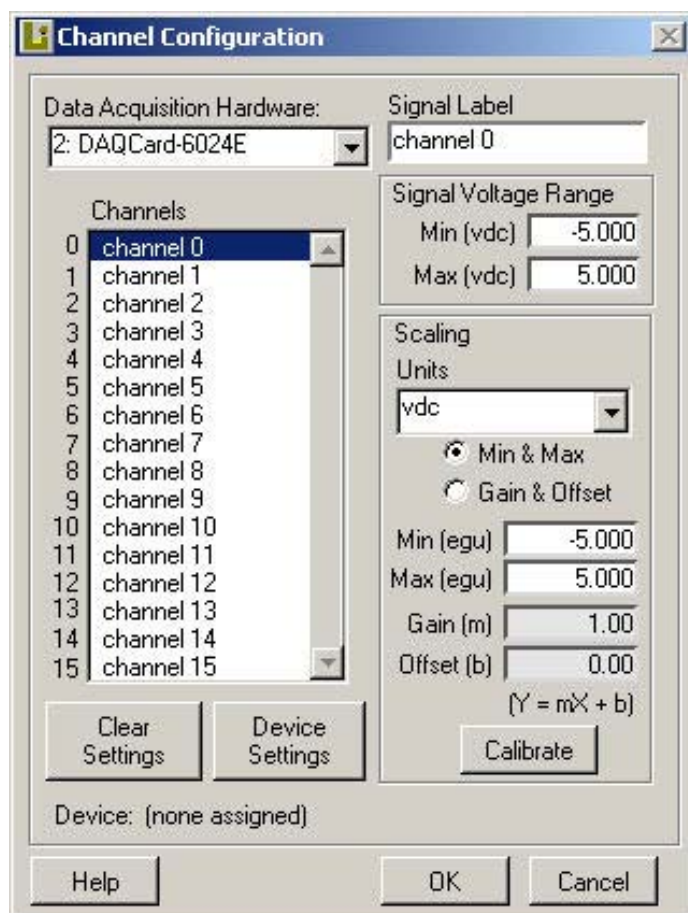 Channel Configuration
Data Acquisition Hardware:
2: DAQCard-6024E
Signal Label
channel 0
Channels
0 channel 0
1 channel 1
2 channel 2
3 channel 3
4 channel 4
5 channel 5
6 channel 6
7 channel 7
8 channel 8
9 channel 9
10 channel 10
11 channel 11
12 channel 12
13 channel 13
14 channel 14
15 channel 15
Signal Voltage Range
Min (vdc) -5.000
Max (vdc) 5.000
Scaling
Units
vdc
Min & Max
Gain & Offset
Min (egu) -5.000
Max (egu) 5.000
Gain (m) 1.00
Offset (b) 0.00
(Y = mX + b)
Calibrate
Clear
Settings
Device
Settings
Device: (none assigned)
Help
OK
Cancel